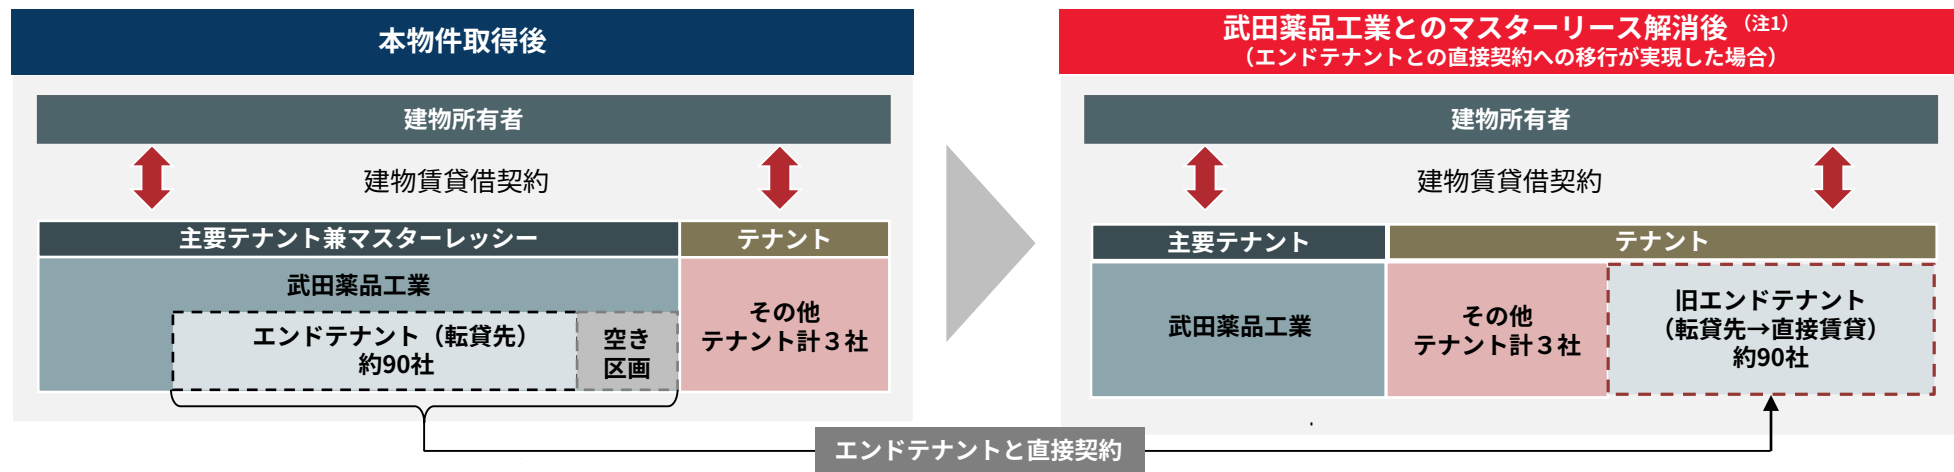 本物件取得後
建物所有者
建物賃貸借契約
主要テナント兼マスターレッシー
テナント
武田薬品工業
エンドテナント（転貸先）
約90社
空き
区画
その他
テナント計３社
武田薬品工業とのマスターリース解消後（注1）
（エンドテナントとの直接契約への移行が実現した場合）
建物所有者
建物賃貸借契約
主要テナント
テナント
武田薬品工業
その他
テナント計３社
旧エンドテナント
（転貸先→直接賃貸）
約90社
エンドテナントと直接契約